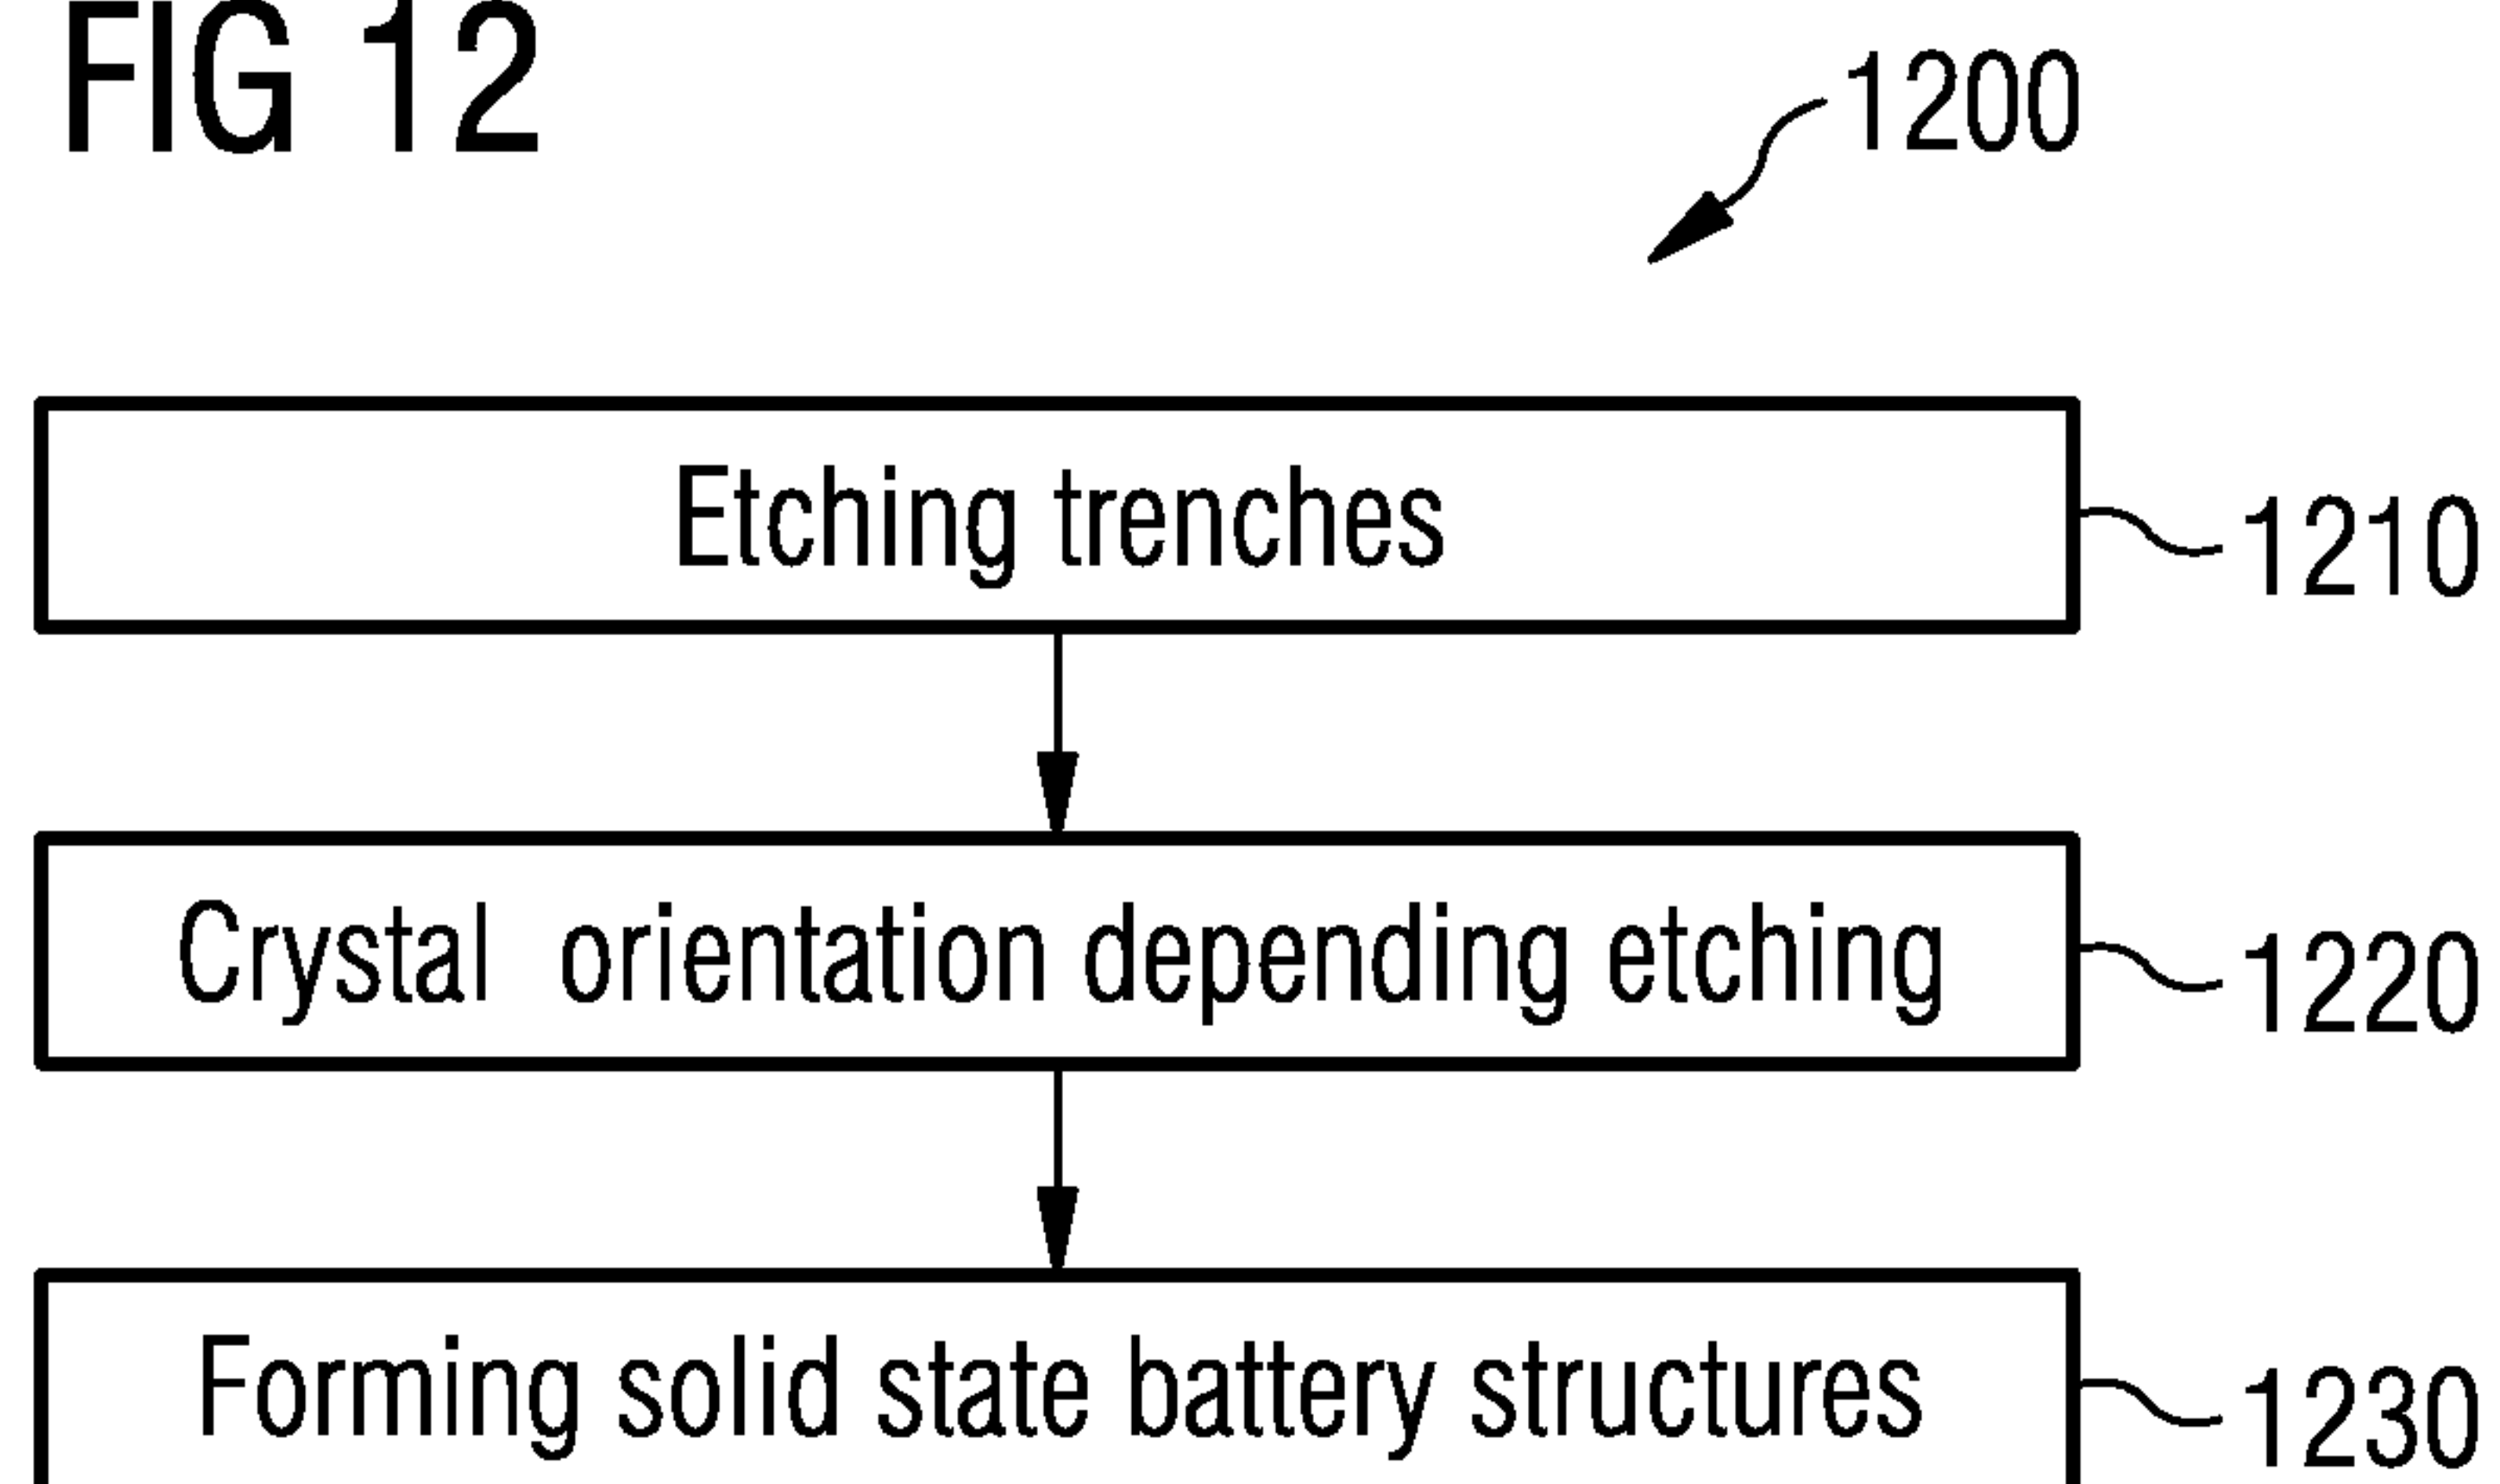 FIG 12
1200
Etching trenches
1210
Crystal orientation depending etching
1220
Forming solid state battery structures
1230